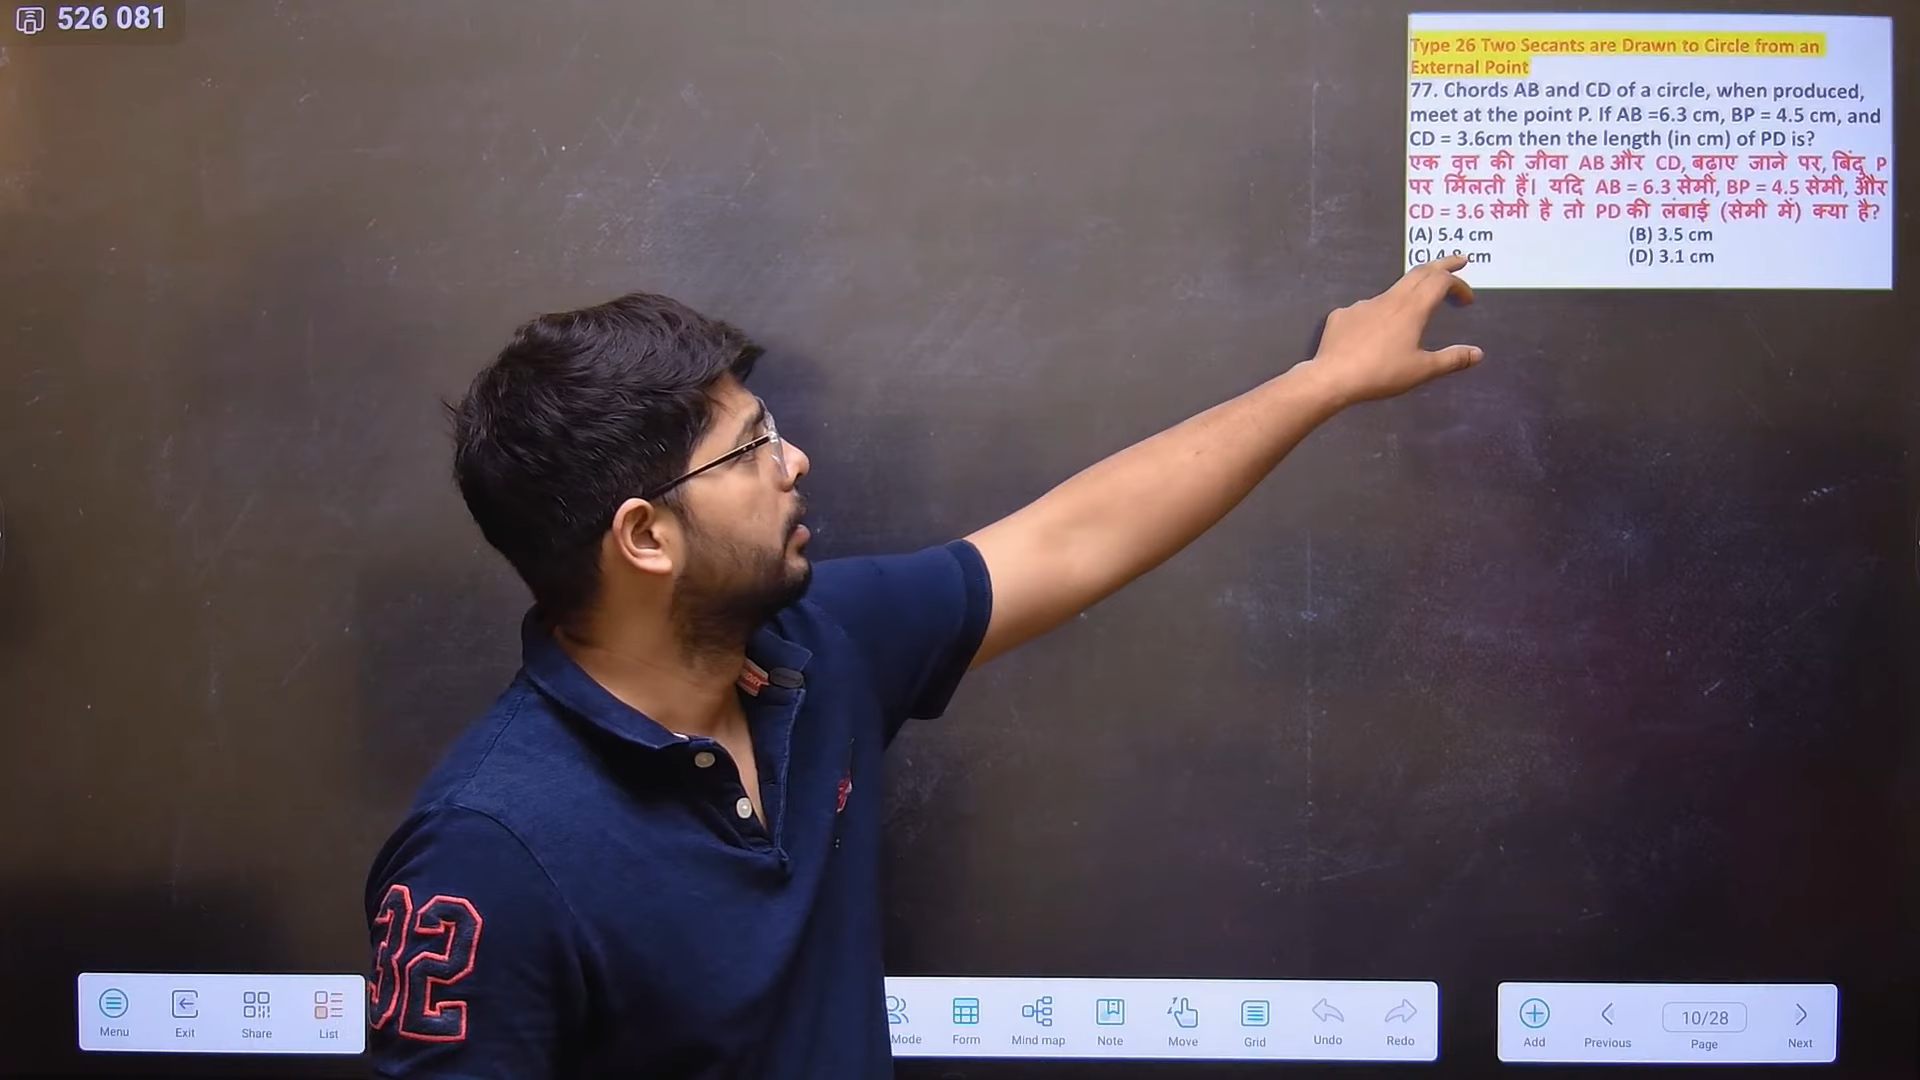 526 081
Type 26 Two Secants are Drawn to Circle from an
External Point
77. Chords AB and CD of a circle, when produced,
meet at the point P. If AB =6.3 cm, BP = 4.5 cm, and
CD = 3.6cm then the length (in cm) of PD is?
एक वृत्त की जीवा AB और CD, बढ़ाए जाने पर, बिंदु P
पर मिलती हैं। यदि AB = 6.3 सेमी, BP = 4.5 सेमी, और
CD = 3.6 सेमी है तो PD की लंबाई (सेमी में) क्या है?
(A) 5.4 cm (B) 3.5 cm
(C) cm (D) 3.1 cm
32
Menu Exit Share List
Mode Form Mind map Note Move Grid Undo Redo
Add Previous 10/28 Page Next